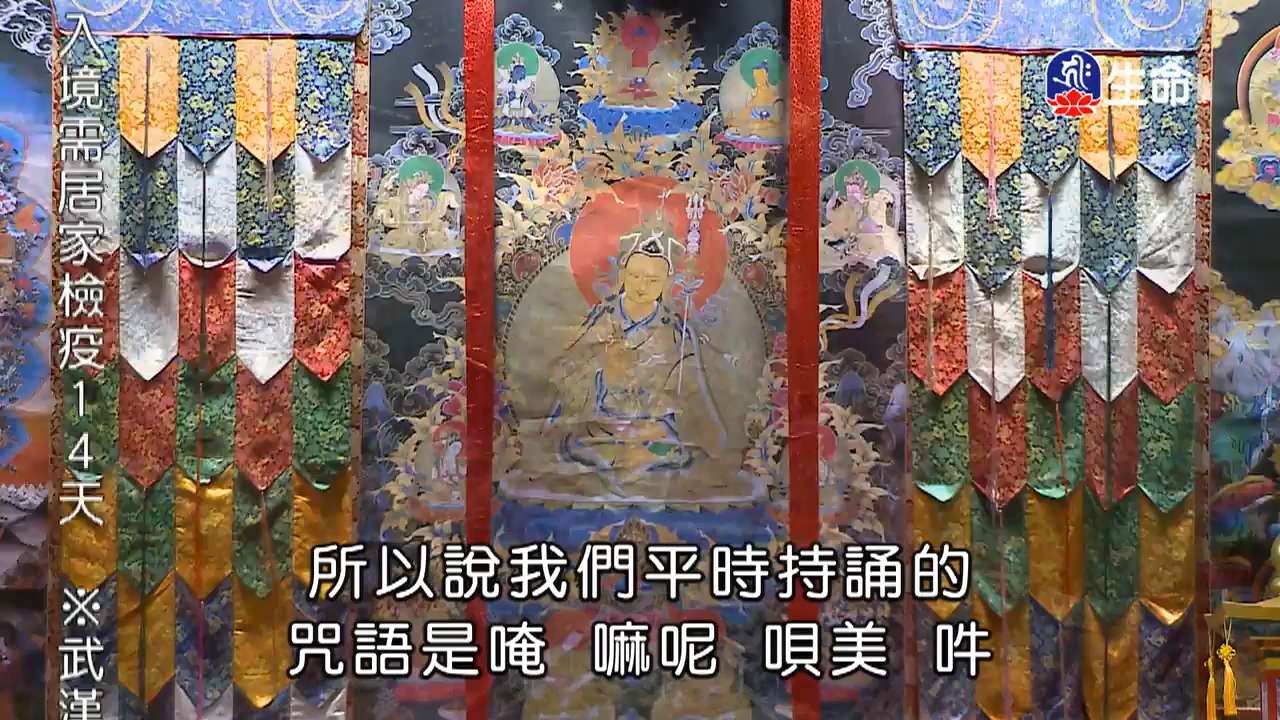 入境需居家檢疫14天 ※武漢
生命
所以說我們平時持誦的
咒語是唵 嘛呢 唄美 吽